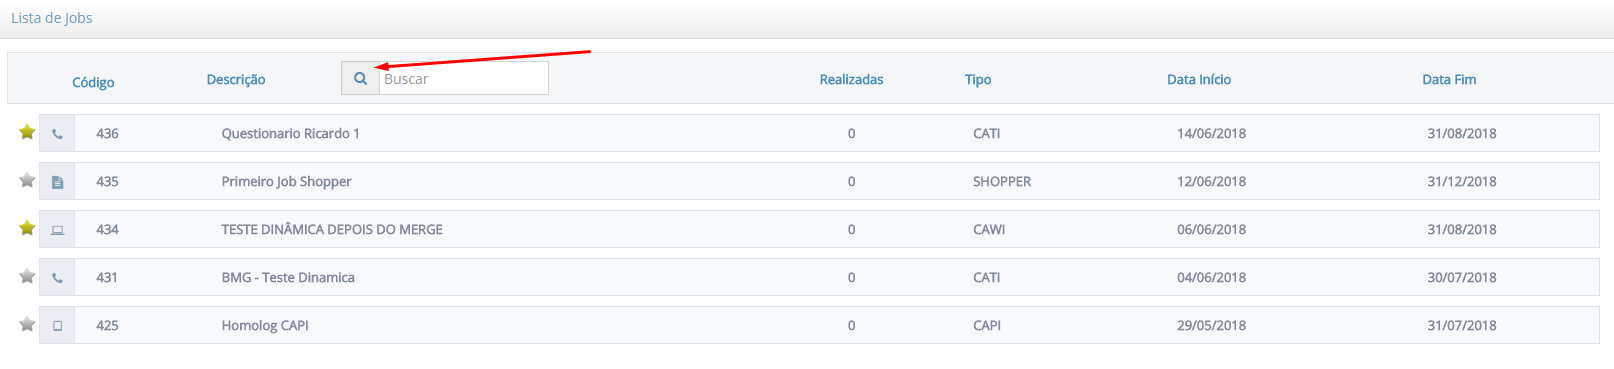 Lista de Jobs
Código Descrição Buscar Realizadas Tipo Data Início Data Fim
436 Questionario Ricardo 1 0 CATI 14/06/2018 31/08/2018
435 Primeiro Job Shopper 0 SHOPPER 12/06/2018 31/12/2018
434 TESTE DINÂMICA DEPOIS DO MERGE 0 CAWI 06/06/2018 31/08/2018
431 BMG - Teste Dinamica 0 CATI 04/06/2018 30/07/2018
425 Homolog CAPI 0 CAPI 29/05/2018 31/07/2018